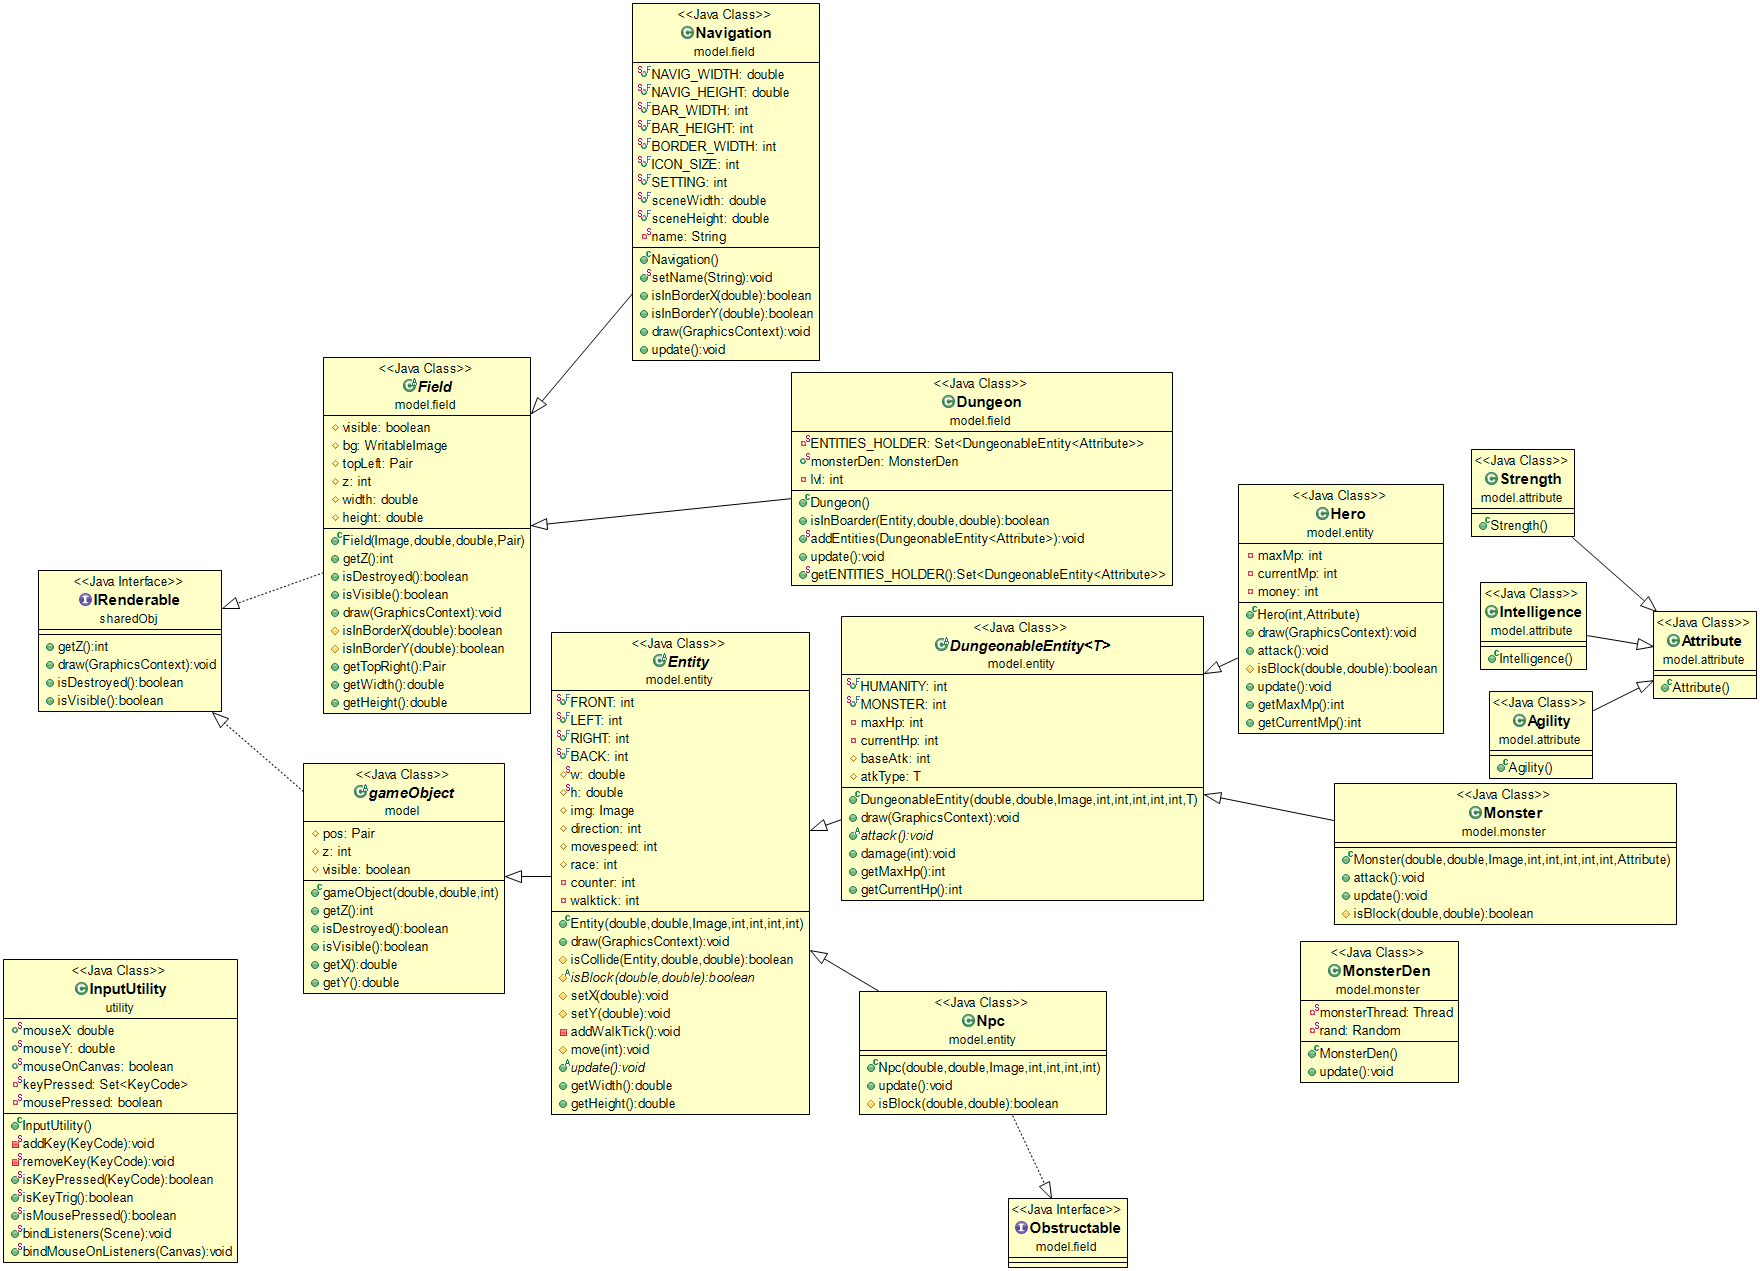 <<Java Class>>
Navigation
model.field
NAVIG_WIDTH: double
NAVIG_HEIGHT: double
BAR_WIDTH: int
BAR_HEIGHT: int
BORDER_WIDTH: int
ICON_SIZE: int
SETTING: int
sceneWidth: double
sceneHeight: double
name: String
Navigation()
setName(String):void
isInBorderX(double):boolean
isInBorderY(double):boolean
draw(GraphicsContext):void
update():void
<<Java Class>>
Field
model.field
visible: boolean
bg: WritableImage
topLeft: Pair
z: int
width: double
height: double
Field(Image,double,double,Pair)
getZ():int
isDestroyed():boolean
isVisible():boolean
draw(GraphicsContext):void
isInBorderX(double):boolean
isInBorderY(double):boolean
getTopRight():Pair
getWidth():double
getHeight():double
<<Java Class>>
Dungeon
model.field
ENTITIES_HOLDER: Set<DungeonableEntity<Attribute>>
monsterDen: MonsterDen
lvl: int
Dungeon()
isInBoarder(Entity,double,double):boolean
addEntities(DungeonableEntity<Attribute>):void
update():void
getENTITIES_HOLDER():Set<DungeonableEntity<Attribute>>
<<Java Class>>
Strength
model.attribute
Strength()
<<Java Class>>
Hero
model.entity
maxMp: int
currentMp: int
money: int
Hero(int,Attribute)
draw(GraphicsContext):void
attack():void
isBlock(double,double):boolean
update():void
getMaxMp():int
getCurrentMp():int
<<Java Class>>
Intelligence
model.attribute
Intelligence()
<<Java Class>>
Attribute
model.attribute
Attribute()
<<Java Class>>
Agility
model.attribute
Agility()
<<Java Interface>>
IRenderable
sharedObj
getZ():int
draw(GraphicsContext):void
isDestroyed():boolean
isVisible():boolean
<<Java Class>>
Entity
model.entity
FRONT: int
LEFT: int
RIGHT: int
BACK: int
w: double
h: double
img: Image
direction: int
movespeed: int
race: int
counter: int
walktick: int
Entity(double,double,Image,int,int,int,int)
draw(GraphicsContext):void
isCollide(Entity,double,double):boolean
isBlock(double,double):boolean
setX(double):void
setY(double):void
addWalkTick():void
move(int):void
update():void
getWidth():double
getHeight():double
<<Java Class>>
DungeonableEntity<T>
model.entity
HUMANITY: int
MONSTER: int
maxHp: int
currentHp: int
baseAtk: int
atkType: T
DungeonableEntity(double,double,Image,int,int,int,int,int,T)
draw(GraphicsContext):void
attack():void
damage(int):void
getMaxHp():int
getCurrentHp():int
<<Java Class>>
gameObject
model
pos: Pair
z: int
visible: boolean
gameObject(double,double,int)
getZ():int
isDestroyed():boolean
isVisible():boolean
getX():double
getY():double
<<Java Class>>
Monster
model.monster
Monster(double,double,Image,int,int,int,int,int,Attribute)
attack():void
update():void
isBlock(double,double):boolean
<<Java Class>>
MonsterDen
model.monster
monsterThread: Thread
rand: Random
MonsterDen()
update():void
<<Java Class>>
InputUtility
utility
mouseX: double
mouseY: double
mouseOnCanvas: boolean
keyPressed: Set<KeyCode>
mousePressed: boolean
InputUtility()
addKey(KeyCode):void
removeKey(KeyCode):void
isKeyPressed(KeyCode):boolean
isKeyTrig():boolean
isMousePressed():boolean
bindListeners(Scene):void
bindMouseOnListeners(Canvas):void
<<Java Class>>
Npc
model.entity
Npc(double,double,Image,int,int,int,int)
update():void
isBlock(double,double):boolean
<<Java Interface>>
Obstructable
model.field